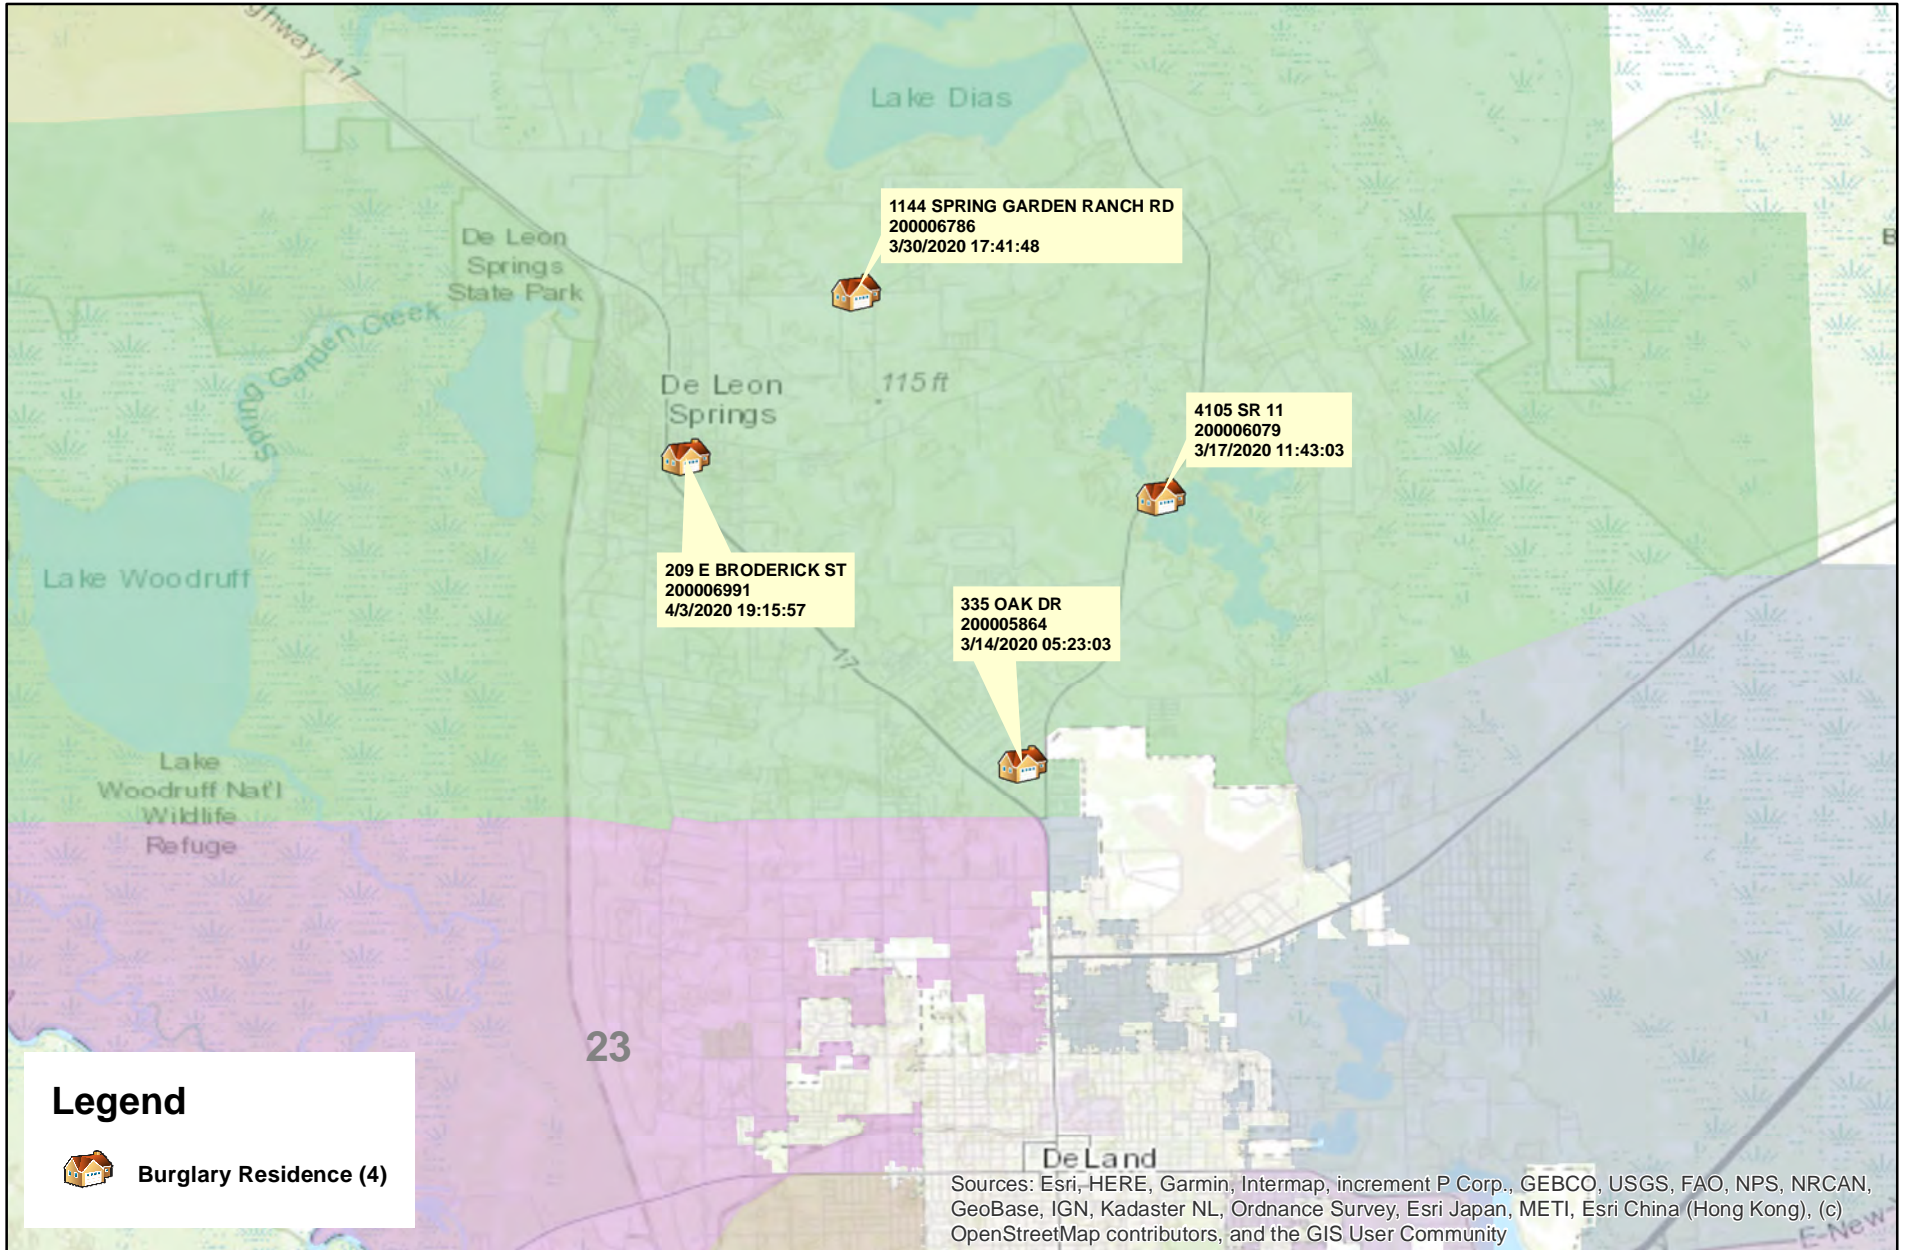 ghway 17
Lake Dias
1144 SPRING GARDEN RANCH RD
200006786
3/30/2020 17:41:48
De Leon
Springs
State Park
B
Spring Garden Creek
De Leon
Springs
115 ft
4105 SR 11
200006079
3/17/2020 11:43:03
209 E BRODERICK ST
200006991
4/3/2020 19:15:57
Lake Woodruff
335 OAK DR
200005864
3/14/2020 05:23:03
17
Lake
Woodruff Nat'l
Wildlife
Refuge
23
Legend
Burglary Residence (4)
DeLand
Sources: Esri, HERE, Garmin, Intermap, increment P Corp., GEBCO, USGS, FAO, NPS, NRCAN,
GeoBase, IGN, Kadaster NL, Ordnance Survey, Esri Japan, METI, Esri China (Hong Kong), (c)
OpenStreetMap contributors, and the GIS User Community
E-New